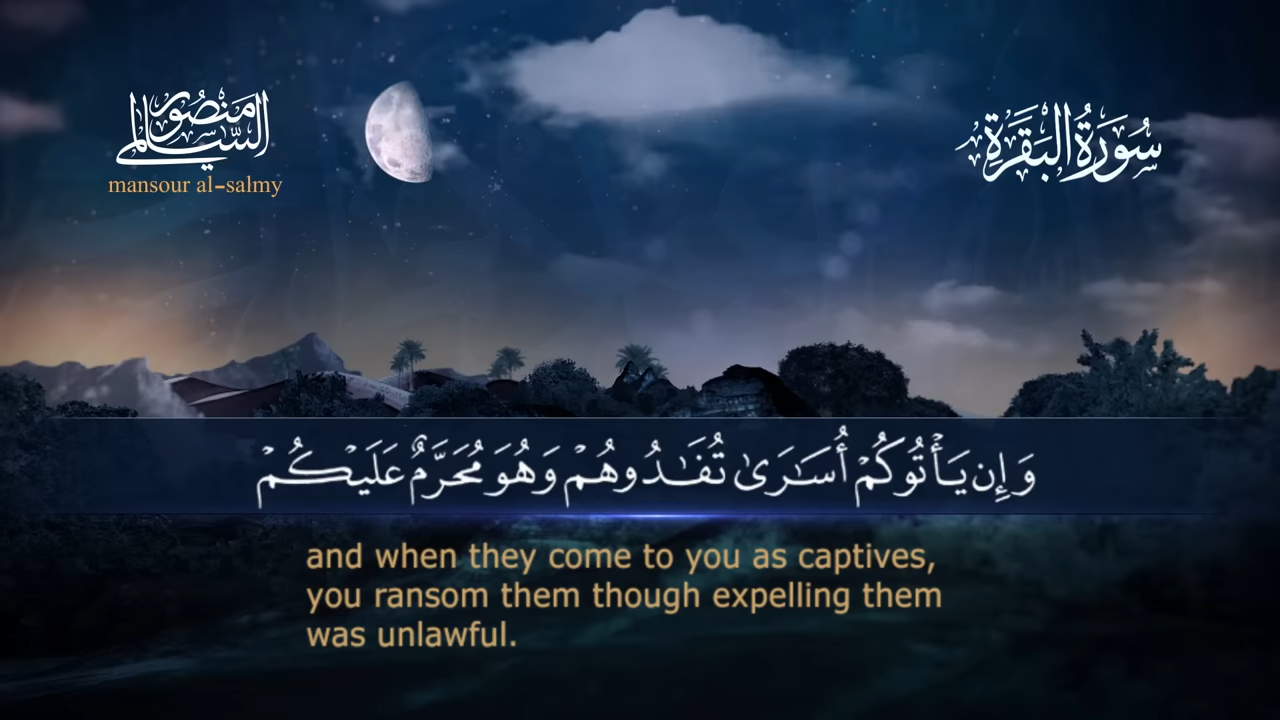 منصور
السالمي
mansour al-salmy
سُورَةُ البَقَرَة
وَإِن يَأْتُوكُمْ أُسَـٰرَىٰ تُفَـٰدُوهُمْ وَهُوَ مُحَرَّمٌ عَلَيْكُمْ
and when they come to you as captives,
you ransom them though expelling them
was unlawful.